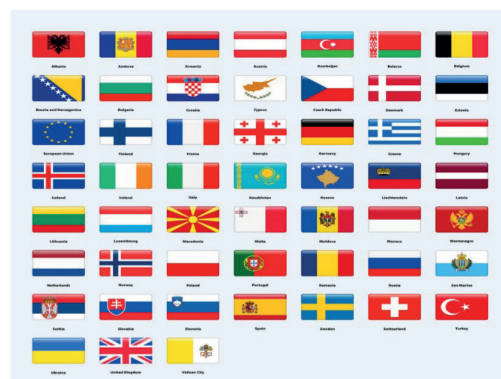 Albania
Andorra
Armenia
Austria
Azerbaijan
Belarus
Belgium
Bosnia and Herzegovina
Bulgaria
Croatia
Cyprus
Czech Republic
Denmark
Estonia
European Union
Finland
France
Georgia
Germany
Greece
Hungary
Iceland
Ireland
Italy
Kazakhstan
Kosovo
Liechtenstein
Latvia
Lithuania
Luxembourg
Macedonia
Malta
Moldova
Monaco
Montenegro
Netherlands
Norway
Poland
Portugal
Romania
Russia
San Marino
Serbia
Slovakia
Slovenia
Spain
Sweden
Switzerland
Turkey
Ukraine
United Kingdom
Vatican City